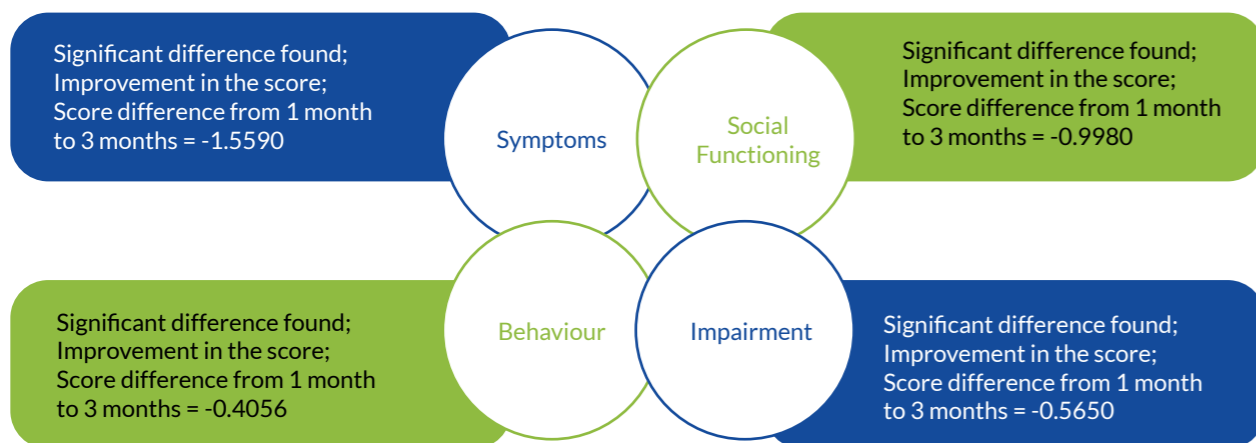 Significant difference found;
Improvement in the score;
Score difference from 1 month
to 3 months = -1.5590
Symptoms
Social
Functioning
Significant difference found;
Improvement in the score;
Score difference from 1 month
to 3 months = -0.9980
Significant difference found;
Improvement in the score;
Score difference from 1 month
to 3 months = -0.4056
Behaviour
Impairment
Significant difference found;
Improvement in the score;
Score difference from 1 month
to 3 months = -0.5650